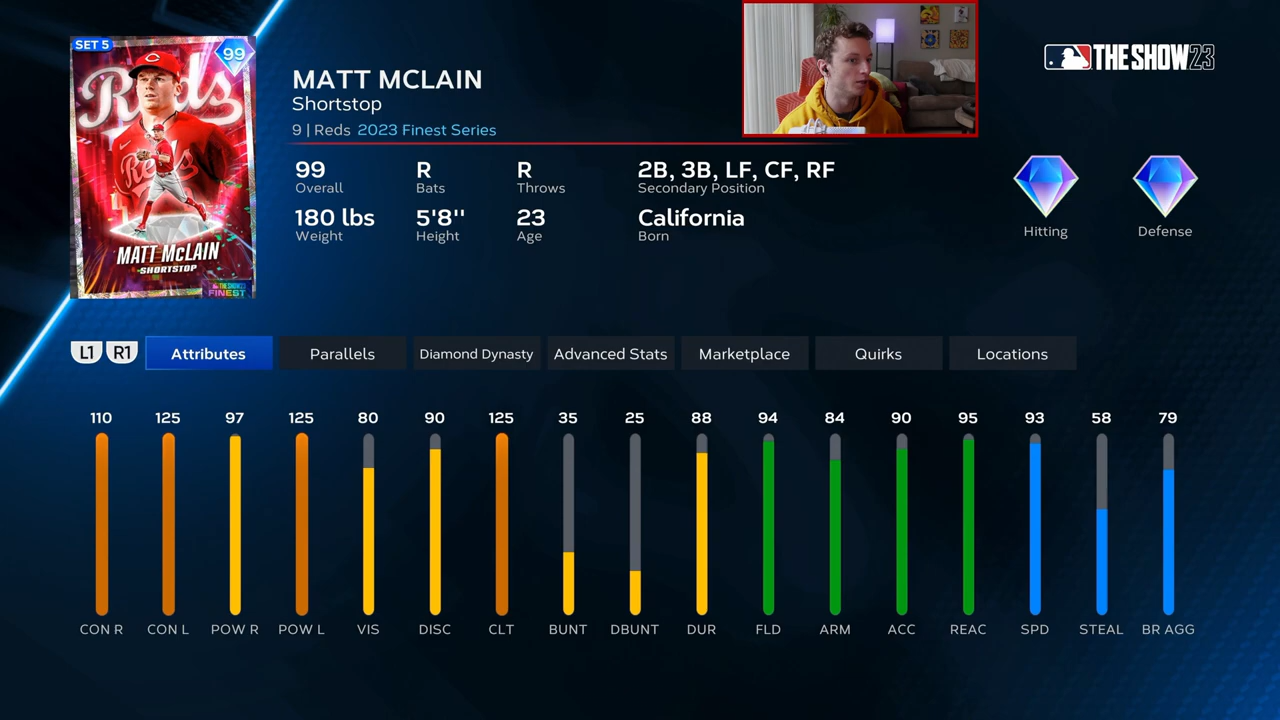 SET 5
99
Reds
Reds
MATT McLAIN
SHORTSTOP
THE SHOW 23
FINEST
MATT MCLAIN
Shortstop
9 | Reds 2023 Finest Series
99 R R 2B, 3B, LF, CF, RF
Overall Bats Throws Secondary Position
180 lbs 5'8'' 23 California
Weight Height Age Born
THE SHOW 23
Hitting Defense
L1 R1 Attributes Parallels Diamond Dynasty Advanced Stats Marketplace Quirks Locations
110 125 97 125 80 90 125 35 25 88 94 84 90 95 93 58 79
CON R CON L POW R POW L VIS DISC CLT BUNT DBUNT DUR FLD ARM ACC REAC SPD STEAL BR AGG